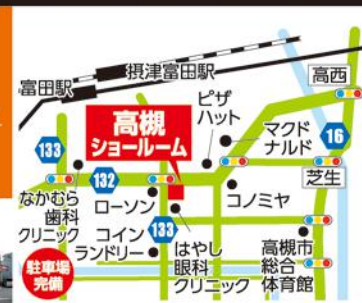 富田駅
摂津富田駅
高西
ピザ
ハット
高槻
ショールーム
マクド
ナルド
16
133
132
芝生
なかむら
歯科
クリニック
ローソン
コイン
ランドリー
133
はやし
眼科
クリニック
コノミヤ
高槻市
総合
体育館
駐車場
完備